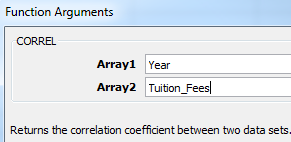 Function Arguments
CORREL
Array1 Year
Array2 Tuition_Fees
Returns the correlation coefficient between two data sets.